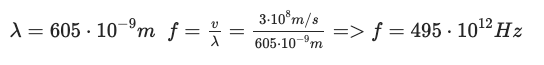 λ = 605 · 10⁻⁹m f = v/λ = 3·10⁸m/s / 605·10⁻⁹m => f = 495 · 10¹²Hz